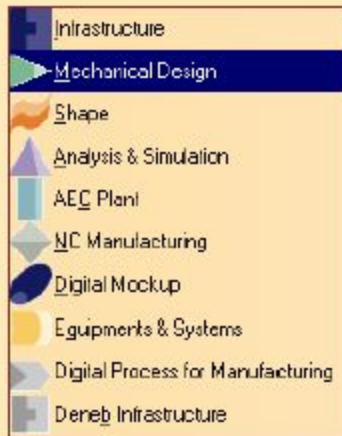 Infrastructure
Mechanical Design
Shape
Analysis & Simulation
AEC Plant
NC Manufacturing
Digital Mockup
Equipments & Systems
Digital Process for Manufacturing
Deneb Infrastructure